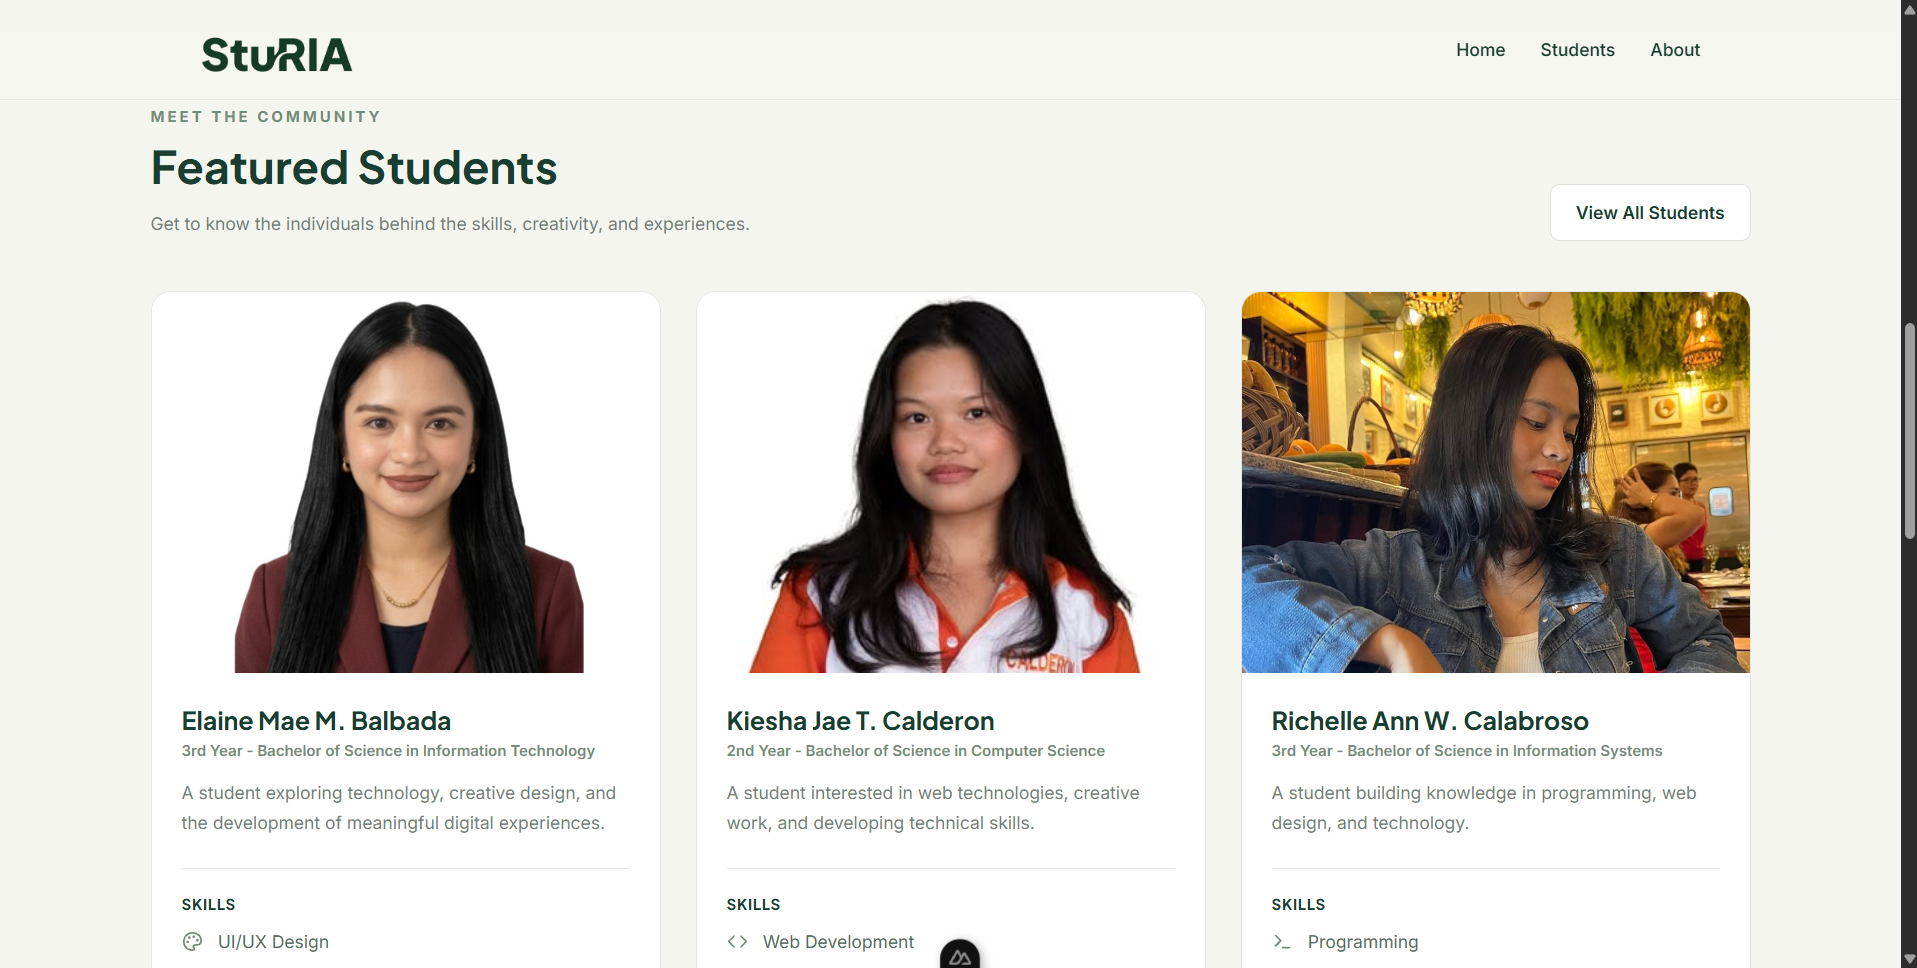 StuRIA
Home
Students
About
MEET THE COMMUNITY
Featured Students
Get to know the individuals behind the skills, creativity, and experiences.
View All Students
CALDERON
Elaine Mae M. Balbada
3rd Year - Bachelor of Science in Information Technology
A student exploring technology, creative design, and
the development of meaningful digital experiences.
SKILLS
UI/UX Design
Kiesha Jae T. Calderon
2nd Year - Bachelor of Science in Computer Science
A student interested in web technologies, creative
work, and developing technical skills.
SKILLS
Web Development
Richelle Ann W. Calabroso
3rd Year - Bachelor of Science in Information Systems
A student building knowledge in programming, web
design, and technology.
SKILLS
Programming